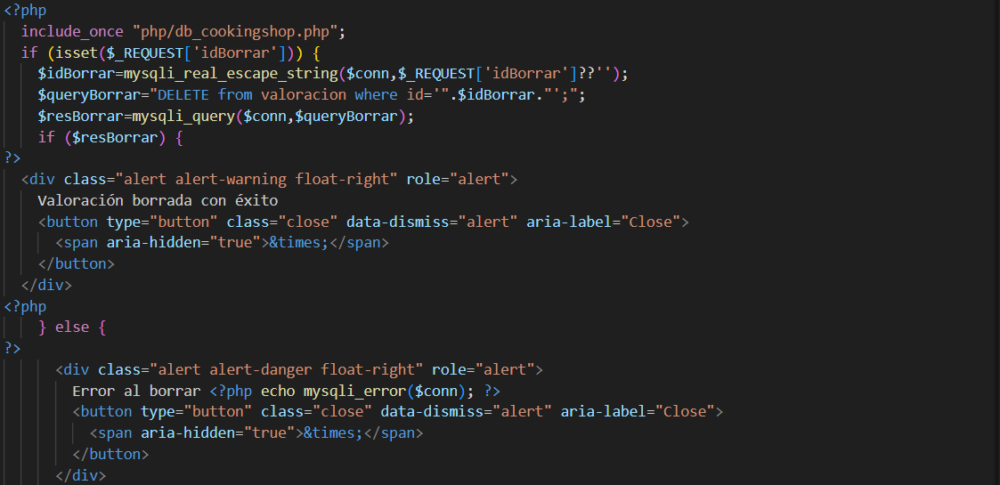 <?php
include_once "php/db_cookingshop.php";
if (isset($_REQUEST['idBorrar'])) {
$idBorrar=mysqli_real_escape_string($conn,$_REQUEST['idBorrar']??'');
$queryBorrar="DELETE from valoracion where id='".$idBorrar."';";
$resBorrar=mysqli_query($conn,$queryBorrar);
if ($resBorrar) {
?>
<div class="alert alert-warning float-right" role="alert">
Valoración borrada con éxito
<button type="button" class="close" data-dismiss="alert" aria-label="Close">
<span aria-hidden="true">&times;</span>
</button>
</div>
<?php
} else {
?>
<div class="alert alert-danger float-right" role="alert">
Error al borrar <?php echo mysqli_error($conn); ?>
<button type="button" class="close" data-dismiss="alert" aria-label="Close">
<span aria-hidden="true">&times;</span>
</button>
</div>